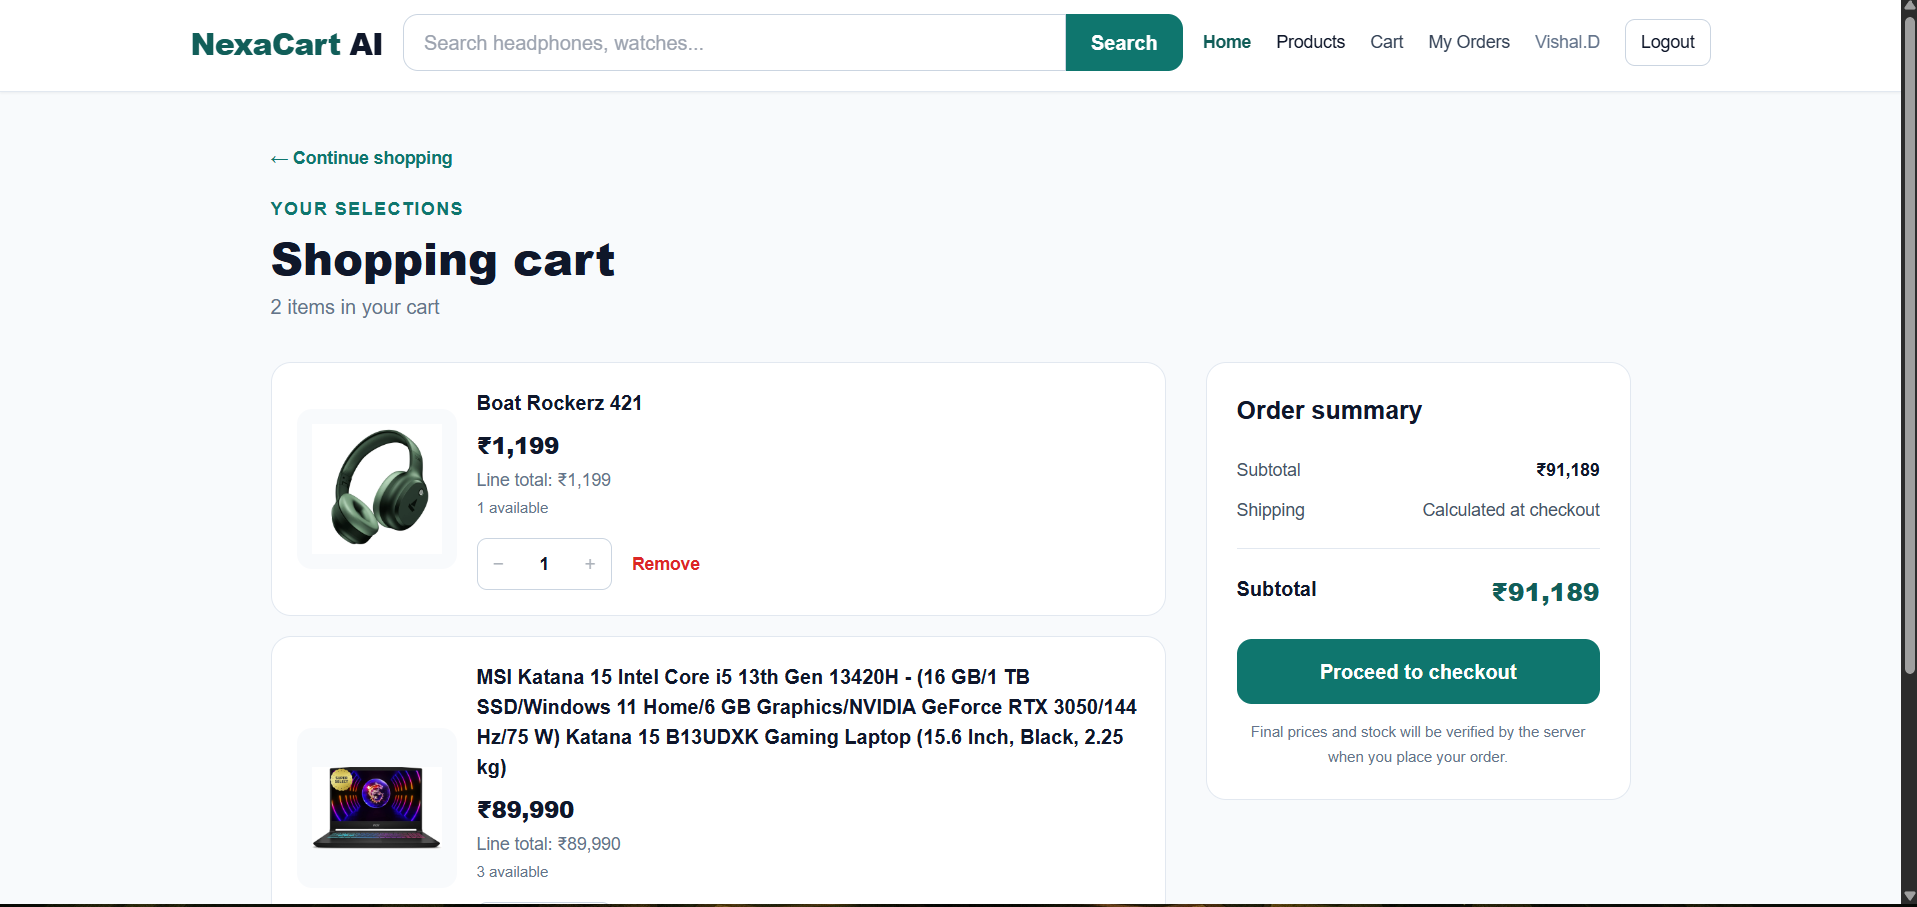 NexaCart AI
Search headphones, watches...
Search
Home
Products
Cart
My Orders
Vishal.D
Logout
← Continue shopping
YOUR SELECTIONS
Shopping cart
2 items in your cart
Boat Rockerz 421
₹1,199
Line total: ₹1,199
1 available
− 1 +
Remove
MSI Katana 15 Intel Core i5 13th Gen 13420H - (16 GB/1 TB
SSD/Windows 11 Home/6 GB Graphics/NVIDIA GeForce RTX 3050/144
Hz/75 W) Katana 15 B13UDXK Gaming Laptop (15.6 Inch, Black, 2.25
kg)
₹89,990
Line total: ₹89,990
3 available
Order summary
Subtotal ₹91,189
Shipping Calculated at checkout
Subtotal ₹91,189
Proceed to checkout
Final prices and stock will be verified by the server
when you place your order.